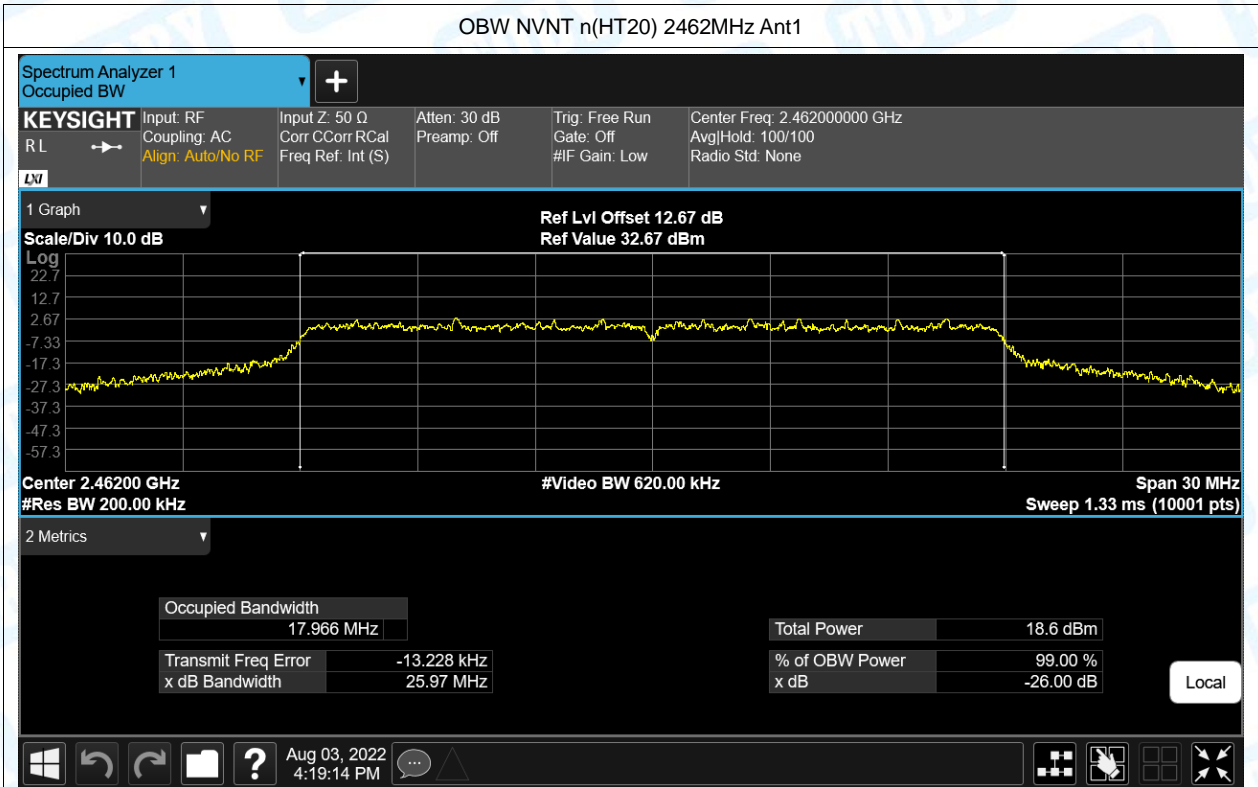 OBW NVNT n(HT20) 2462MHz Ant1
Spectrum Analyzer 1
Occupied BW
KEYSIGHT
RL
LXI
Input: RF
Coupling: AC
Align: Auto/No RF
Input Z: 50 Ω
Corr CCorr RCal
Freq Ref: Int (S)
Atten: 30 dB
Preamp: Off
Trig: Free Run
Gate: Off
#IF Gain: Low
Center Freq: 2.462000000 GHz
Avg|Hold: 100/100
Radio Std: None
1 Graph
Scale/Div 10.0 dB
Ref Lvl Offset 12.67 dB
Ref Value 32.67 dBm
Log
22.7
12.7
2.67
-7.33
-17.3
-27.3
-37.3
-47.3
-57.3
Center 2.46200 GHz
#Video BW 620.00 kHz
Span 30 MHz
#Res BW 200.00 kHz
Sweep 1.33 ms (10001 pts)
2 Metrics
Occupied Bandwidth
17.966 MHz
Total Power 18.6 dBm
Transmit Freq Error -13.228 kHz
% of OBW Power 99.00 %
x dB Bandwidth 25.97 MHz
x dB -26.00 dB
Local
Aug 03, 2022
4:19:14 PM